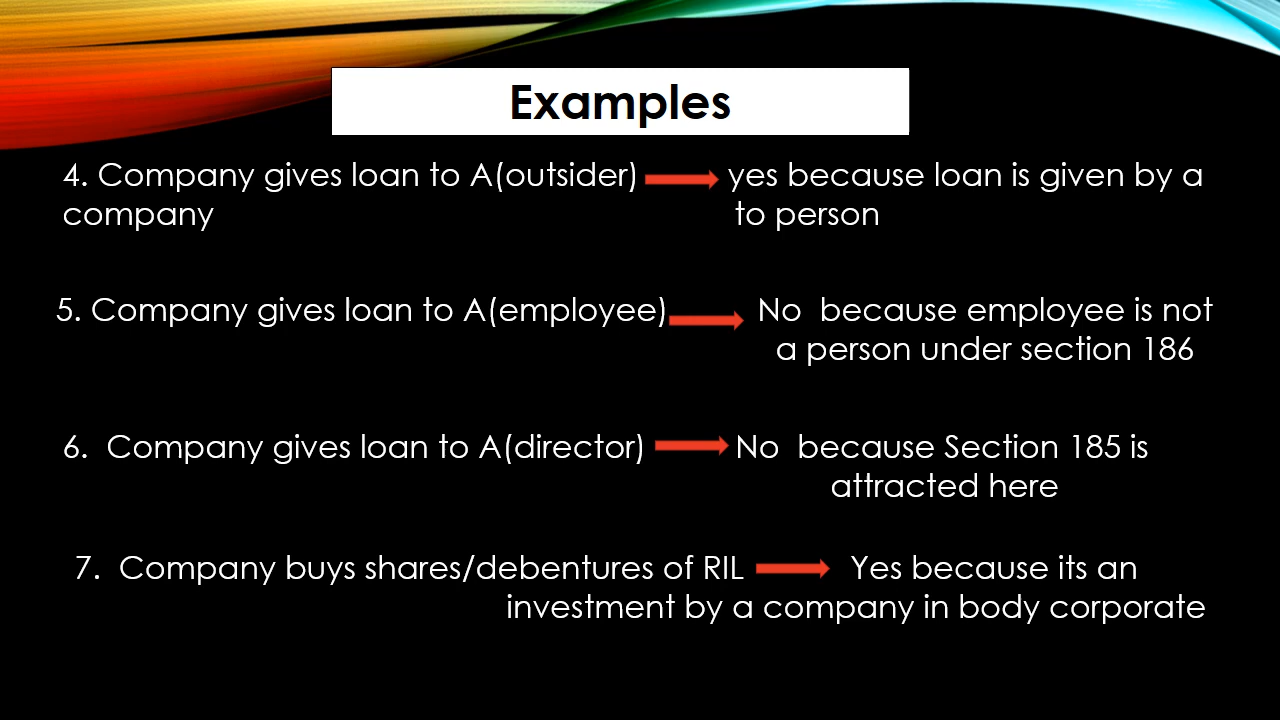 Examples
4. Company gives loan to A(outsider) yes because loan is given by a
company to person
5. Company gives loan to A(employee) No because employee is not
a person under section 186
6. Company gives loan to A(director) No because Section 185 is
attracted here
7. Company buys shares/debentures of RIL Yes because its an
investment by a company in body corporate